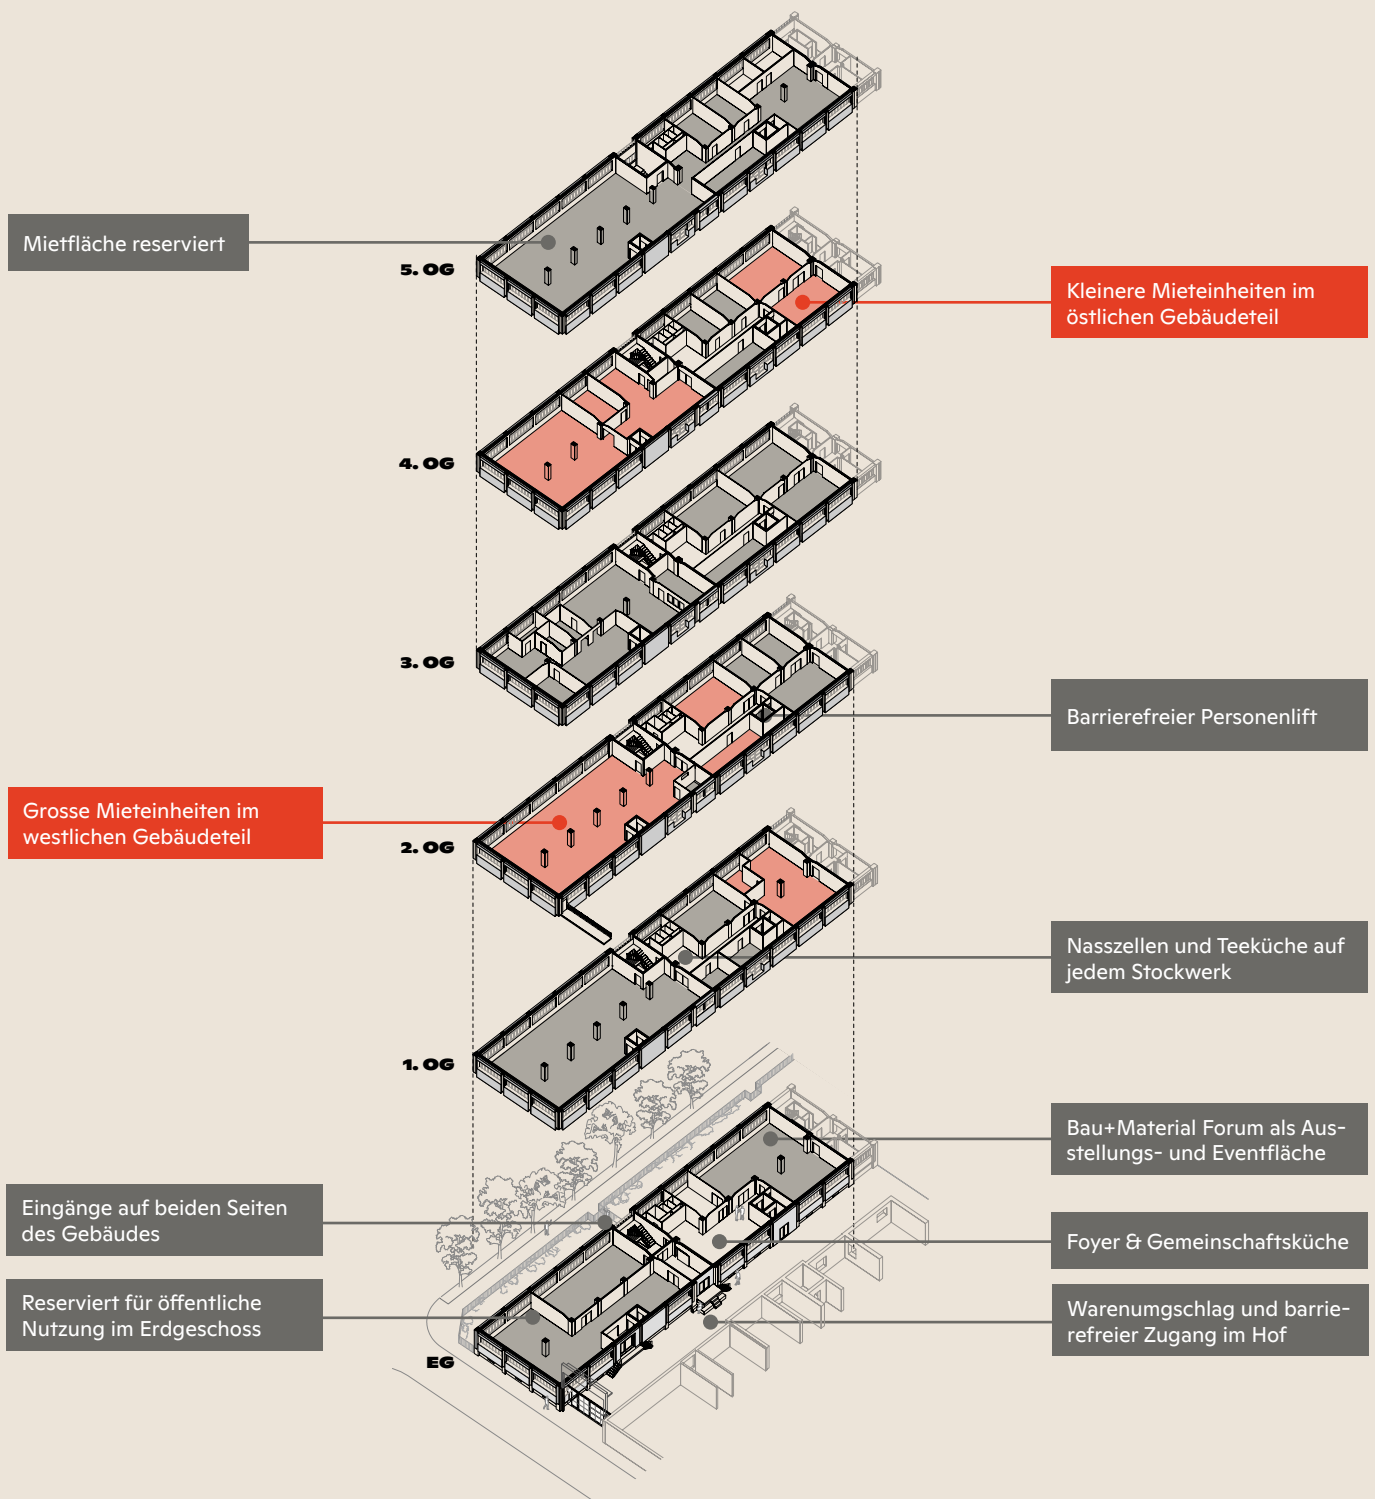 Mietfläche reserviert
5. OG
Kleinere Mieteinheiten im
östlichen Gebäudeteil
4. OG
3. OG
Barrierefreier Personenlift
Grosse Mieteinheiten im
westlichen Gebäudeteil
2. OG
Nasszellen und Teeküche auf
jedem Stockwerk
1. OG
Bau+Material Forum als Aus-
stellungs- und Eventfläche
Eingänge auf beiden Seiten
des Gebäudes
Foyer & Gemeinschaftsküche
Reserviert für öffentliche
Nutzung im Erdgeschoss
Warenumschlag und barrie-
refreier Zugang im Hof
EG